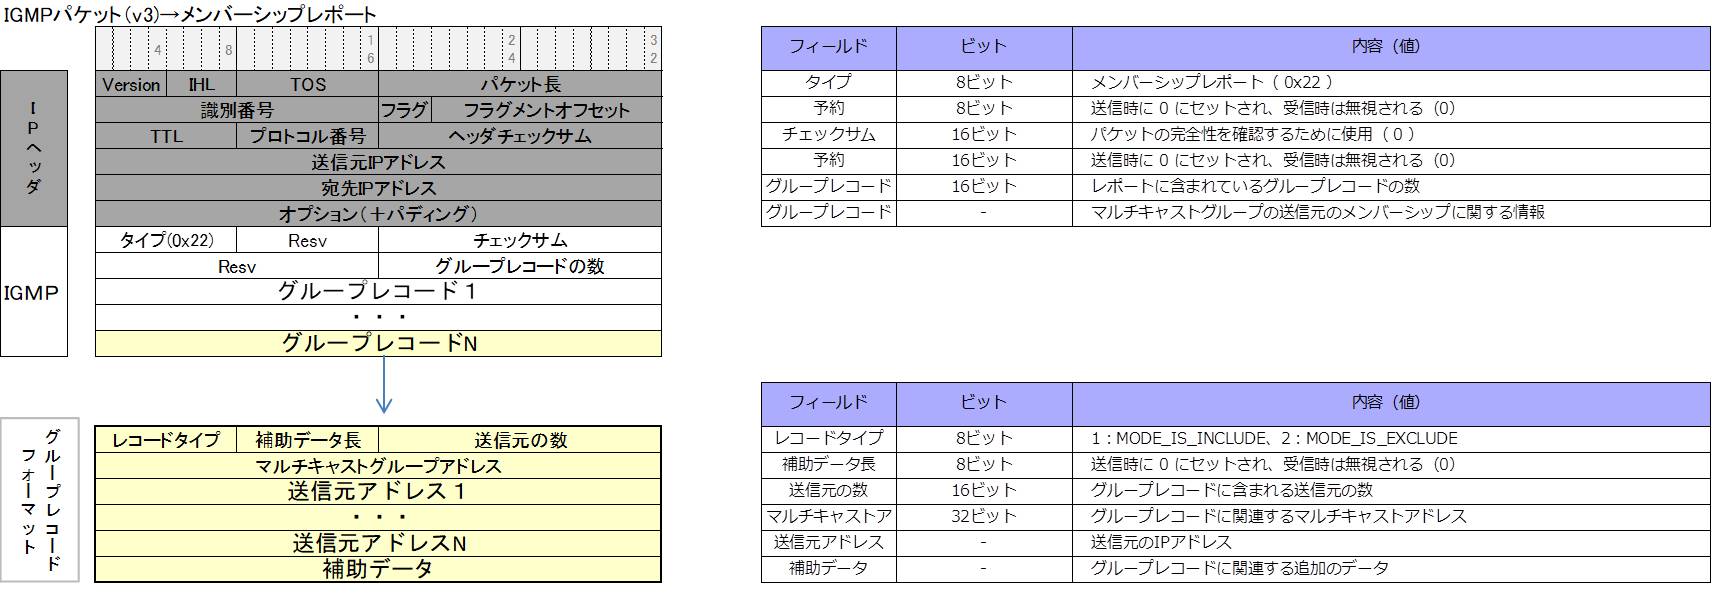 IGMPパケット（v3）→メンバーシップレポート
4 8 16 24 32
IPヘッダ
Version IHL TOS パケット長
識別番号 フラグ フラグメントオフセット
TTL プロトコル番号 ヘッダチェックサム
送信元IPアドレス
宛先IPアドレス
オプション（＋パディング）
IGMP
タイプ(0x22) Resv チェックサム
Resv グループレコードの数
グループレコード１
・・・
グループレコードN
フィールド ビット 内容（値）
タイプ 8ビット メンバーシップレポート（ 0x22 ）
予約 8ビット 送信時に 0 にセットされ、受信時は無視される（0）
チェックサム 16ビット パケットの完全性を確認するために使用（ 0 ）
予約 16ビット 送信時に 0 にセットされ、受信時は無視される（0）
グループレコード 16ビット レポートに含まれているグループレコードの数
グループレコード - マルチキャストグループの送信元のメンバーシップに関する情報
グループレコード
フォーマット
レコードタイプ 補助データ長 送信元の数
マルチキャストグループアドレス
送信元アドレス１
・・・
送信元アドレスN
補助データ
フィールド ビット 内容（値）
レコードタイプ 8ビット 1：MODE_IS_INCLUDE、2：MODE_IS_EXCLUDE
補助データ長 8ビット 送信時に 0 にセットされ、受信時は無視される（0）
送信元の数 16ビット グループレコードに含まれる送信元の数
マルチキャストア 32ビット グループレコードに関連するマルチキャストアドレス
送信元アドレス - 送信元のIPアドレス
補助データ - グループレコードに関連する追加のデータ